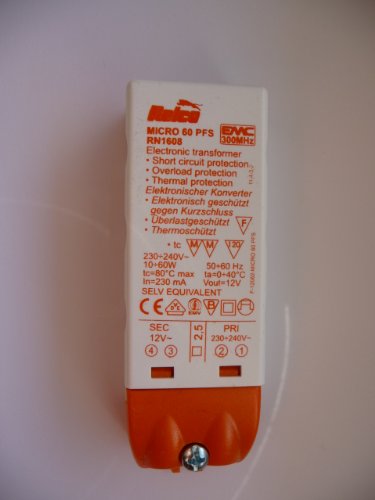 Relco
MICRO 60 PFS
RN1608
EMC
300MHz
Electronic transformer
• Short circuit protection
• Overload protection
• Thermal protection
Elektronischer Konverter
• Elektronisch geschützt
gegen Kurzschluss
• Überlastgeschützt
• Thermoschützt
F
• tc M M 120
230÷240V~ 50÷60 Hz
10÷60W
tc=80°C max ta=0÷40°C
In=230 mA Vout=12V
SELV EQUIVALENT
CE
SEC
12V~
4 3
2.5
PRI
230÷240V~
2 1